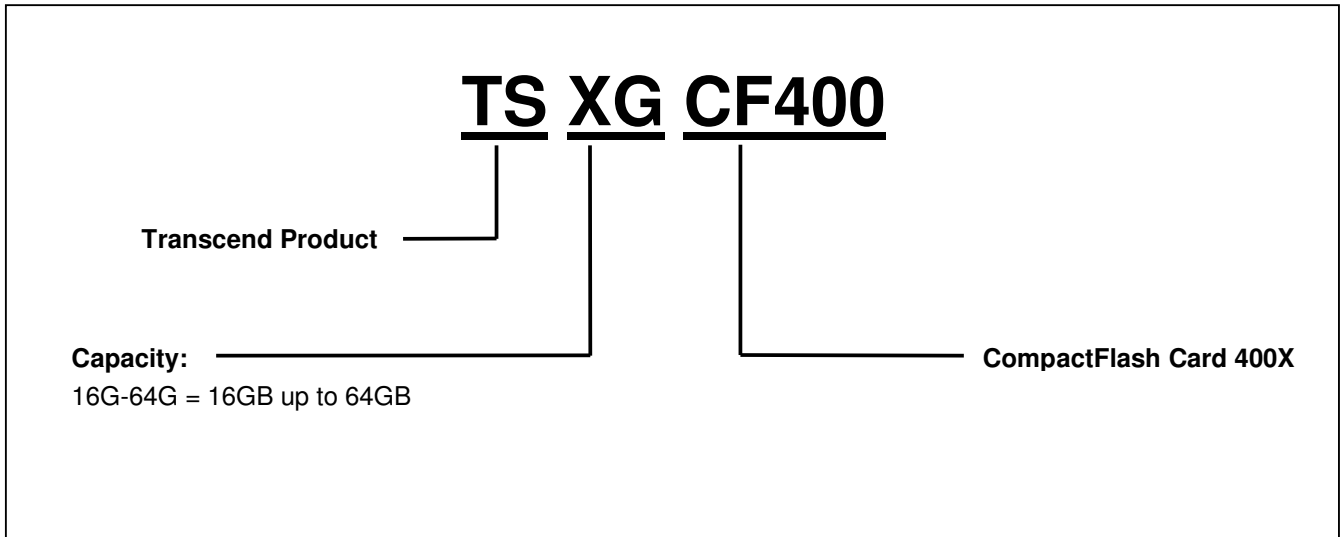 TS XG CF400
Transcend Product
Capacity:
CompactFlash Card 400X
16G-64G = 16GB up to 64GB